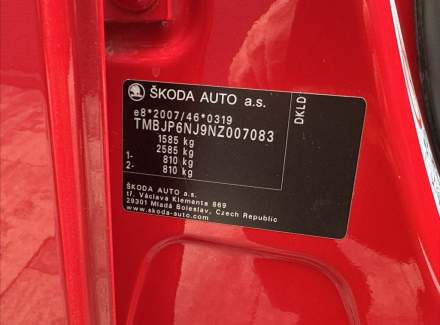 ŠKODA AUTO a.s.
DKLD
e8*2007/46*0319
TMBJP6NJ9NZ007083
1585 kg
2585 kg
1- 810 kg
2- 810 kg
ŠKODA AUTO a.s.
tř. Václava Klementa 869
29301 Mladá Boleslav, Czech Republic
www.skoda-auto.com